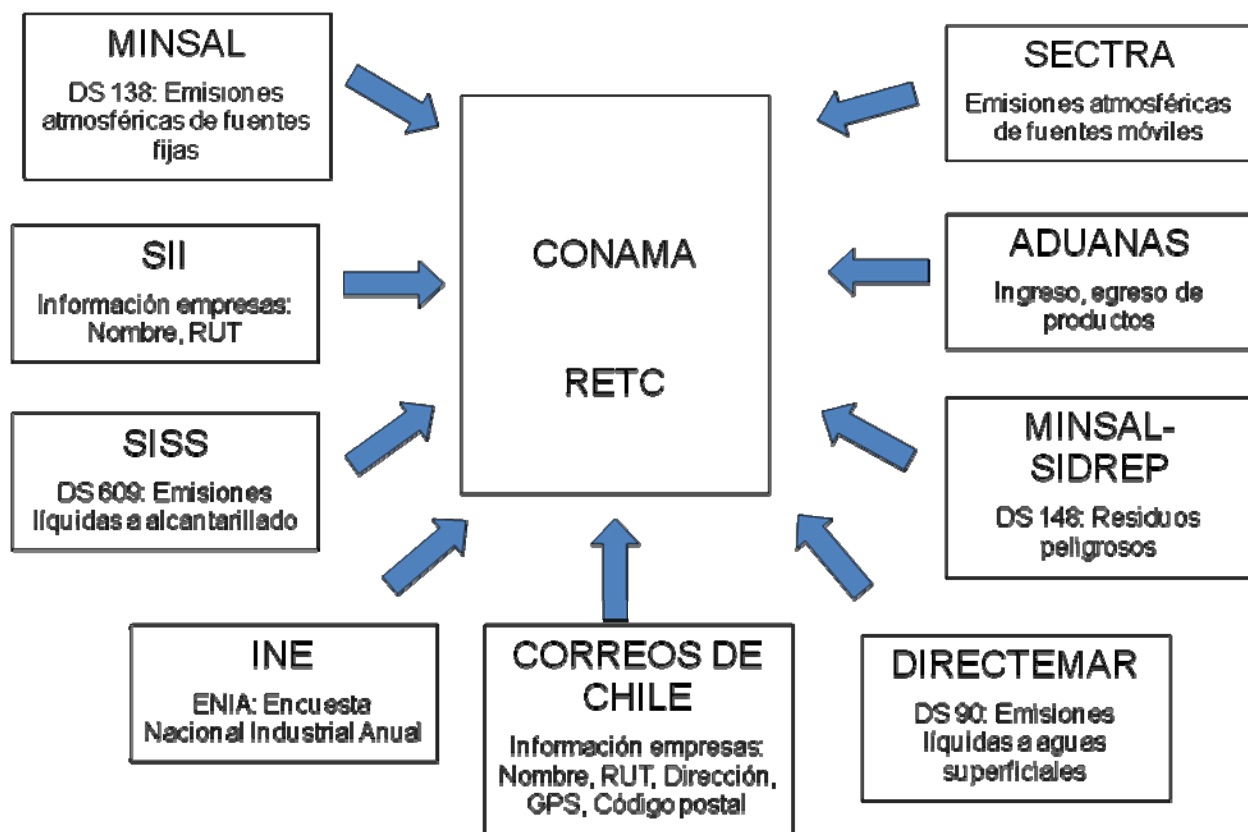 MINSAL
DS 138: Emisiones
atmosféricas de fuentes
fijas
SII
Información empresas:
Nombre, RUT
SISS
DS 609: Emisiones
líquidas a alcantarillado
INE
ENIA: Encuesta
Nacional Industrial Anual
CONAMA
RETC
CORREOS DE
CHILE
Información empresas:
Nombre, RUT, Dirección,
GPS, Código postal
SECTRA
Emisiones atmosféricas
de fuentes móviles
ADUANAS
Ingreso, egreso de
productos
MINSAL-
SIDREP
DS 148: Residuos
peligrosos
DIRECTEMAR
DS 90: Emisiones
líquidas a aguas
superficiales